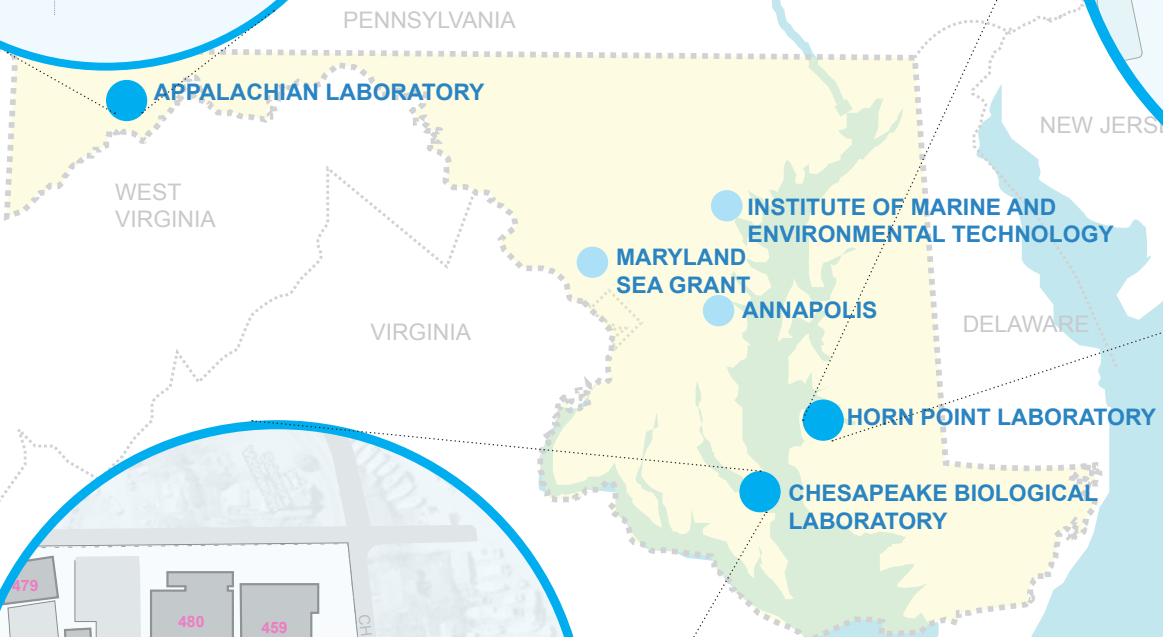 PENNSYLVANIA
APPALACHIAN LABORATORY
NEW JERS
WEST
VIRGINIA
INSTITUTE OF MARINE AND
ENVIRONMENTAL TECHNOLOGY
MARYLAND
SEA GRANT
ANNAPOLIS
VIRGINIA
DELAWARE
HORN POINT LABORATORY
CHESAPEAKE BIOLOGICAL
LABORATORY
479
480
459
CH